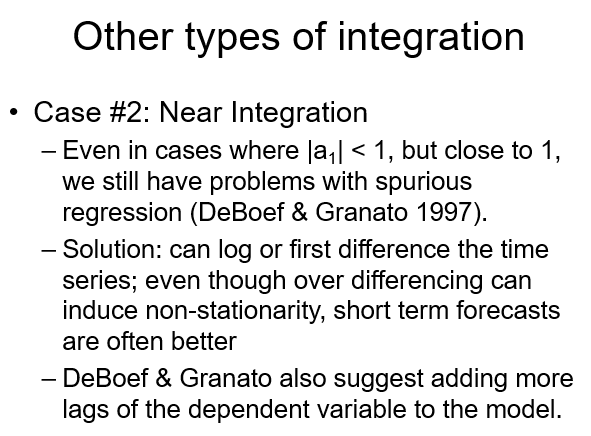 Other types of integration
• Case #2: Near Integration
– Even in cases where |a₁| < 1, but close to 1,
we still have problems with spurious
regression (DeBoef & Granato 1997).
– Solution: can log or first difference the time
series; even though over differencing can
induce non-stationarity, short term forecasts
are often better
– DeBoef & Granato also suggest adding more
lags of the dependent variable to the model.